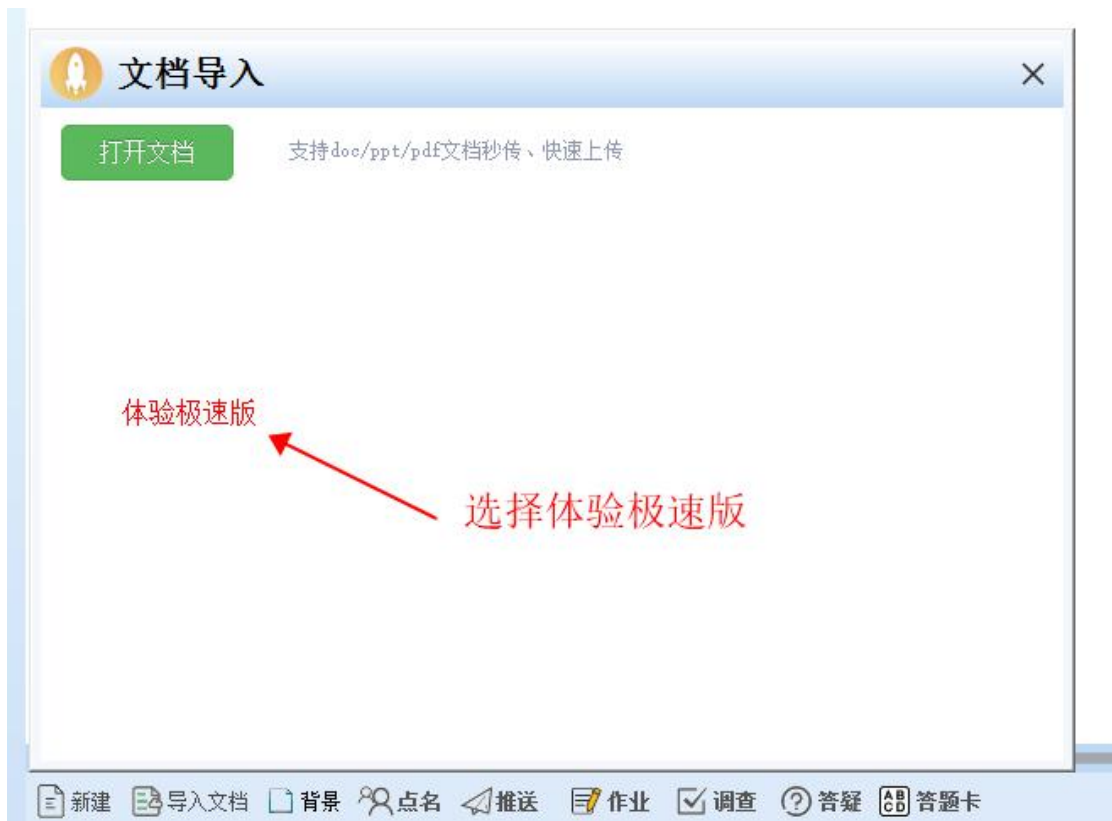 文档导入
打开文档 支持doc/ppt/pdf文档秒传、快速上传
体验极速版
选择体验极速版
新建 导入文档 背景 点名 推送 作业 调查 答疑 AB CD 答题卡